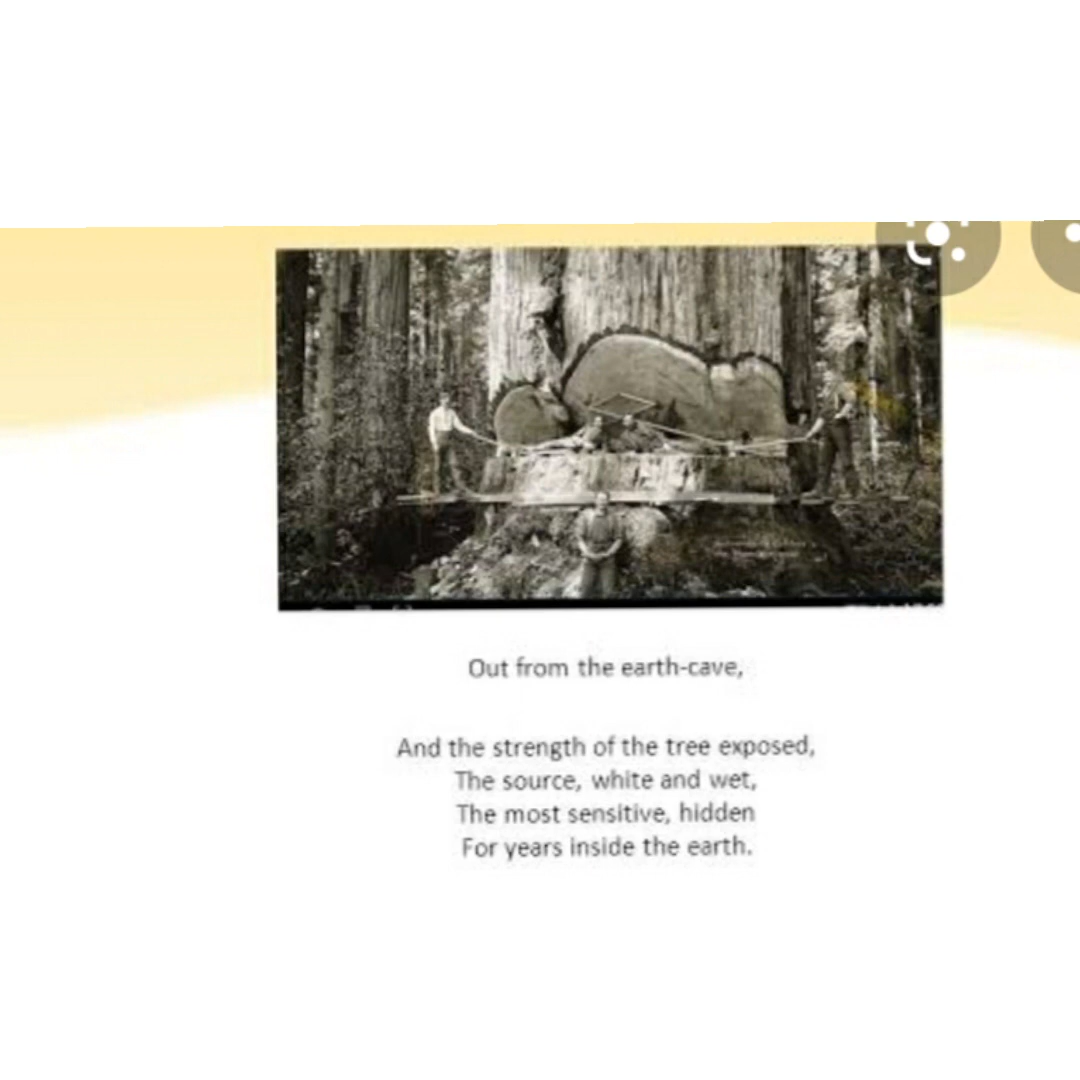 Out from the earth-cave,
And the strength of the tree exposed,
The source, white and wet,
The most sensitive, hidden
For years inside the earth.